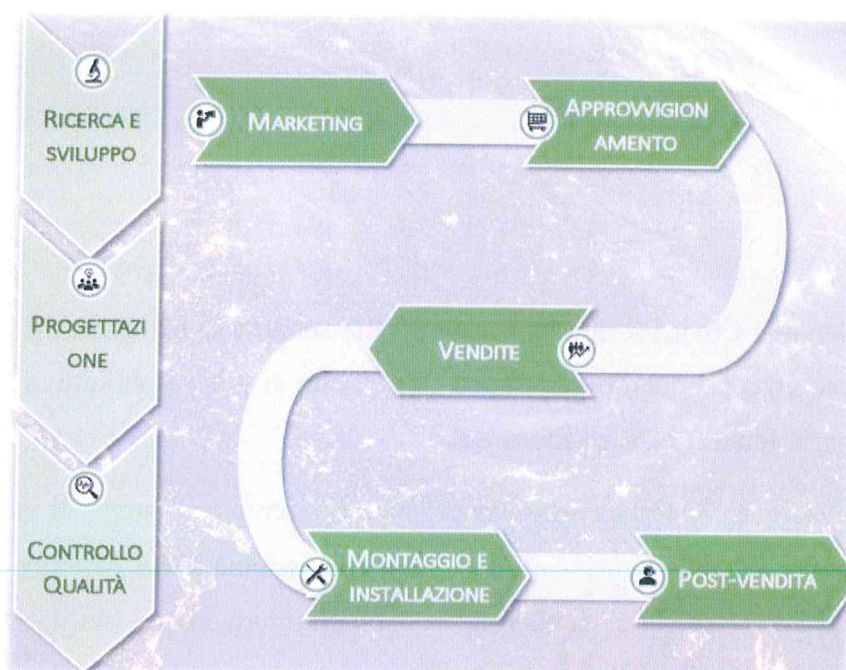 RICERCA E
SVILUPPO
MARKETING
APPROVVIGION
AMENTO
PROGETTAZI
ONE
VENDITE
CONTROLLO
QUALITÀ
MONTAGGIO E
INSTALLAZIONE
POST-VENDITA